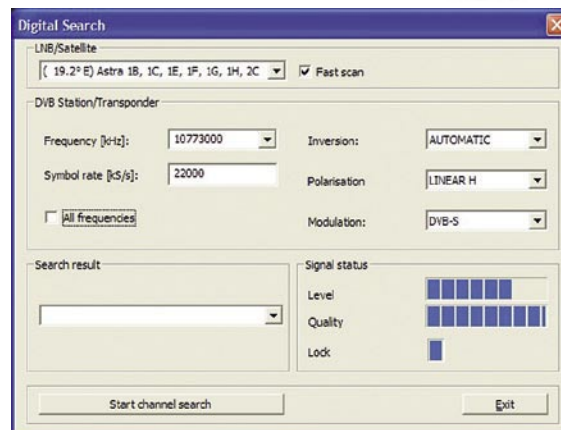 Digital Search
LNB/Satellite
( 19.2º E) Astra 1B, 1C, 1E, 1F, 1G, 1H, 2C
Fast scan
DVB Station/Transponder
Frequency [kHz]: 10773000
Inversion: AUTOMATIC
Symbol rate [kS/s]: 22000
Polarisation LINEAR H
All frequencies
Modulation: DVB-S
Search result
Signal status
Level
Quality
Lock
Start channel search
Exit